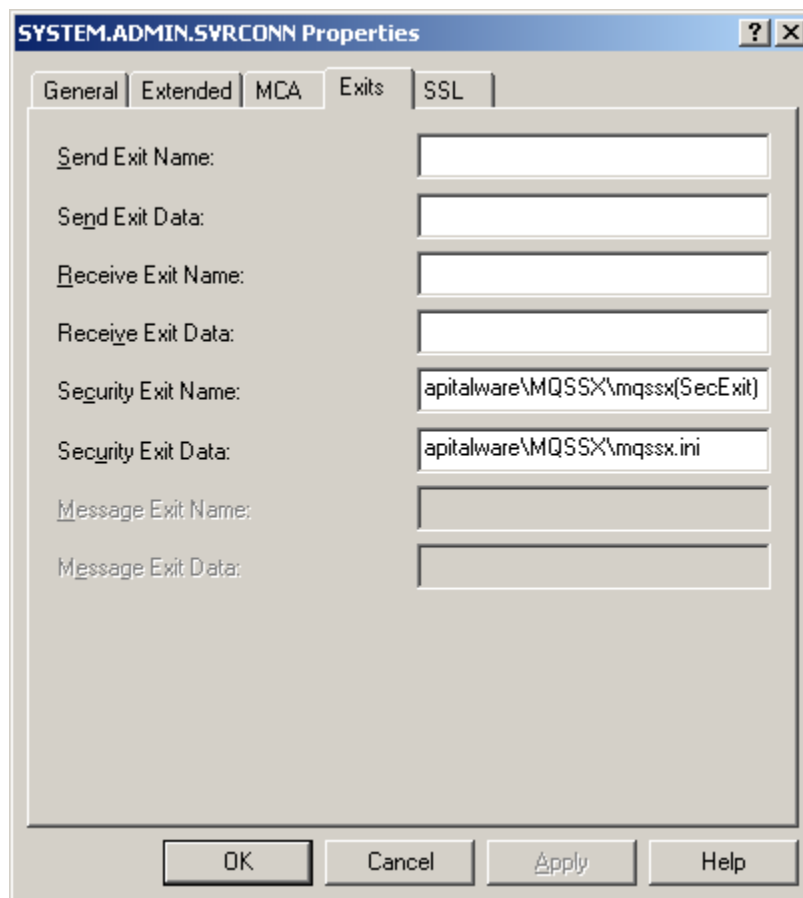 SYSTEM.ADMIN.SVRCONN Properties
General Extended MCA Exits SSL
Send Exit Name:
Send Exit Data:
Receive Exit Name:
Receive Exit Data:
Security Exit Name: apitalware\MQSSX\mqssx(SecExit)
Security Exit Data: apitalware\MQSSX\mqssx.ini
Message Exit Name:
Message Exit Data:
OK Cancel Apply Help